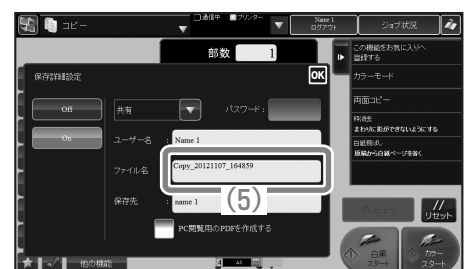 コピー
通信中
プリンター
Name 1
ログアウト
ジョブ状況
部数 1
この機能をお気に入りへ
登録する
保存詳細設定
OK
カラーモード
Off
共有
パスワード：
両面コピー
枠消去
まわりに影ができないようにする
On
ユーザー名 ： Name 1
白紙飛ばし
原稿から白紙ページを省く
ファイル名 ： Copy_20121107_164859
(5)
保存先 ： name 1
プレビュー
リセット
PC閲覧用のPDFを作成する
白黒
スタート
カラー
スタート
他の機能
A4